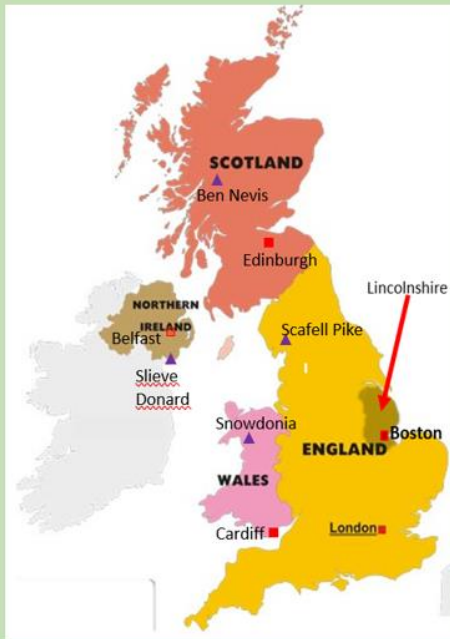 SCOTLAND
Ben Nevis
Edinburgh
Lincolnshire
NORTHERN
IRELAND
Belfast
Scafell Pike
Slieve
Donard
Snowdonia
Boston
ENGLAND
WALES
London
Cardiff